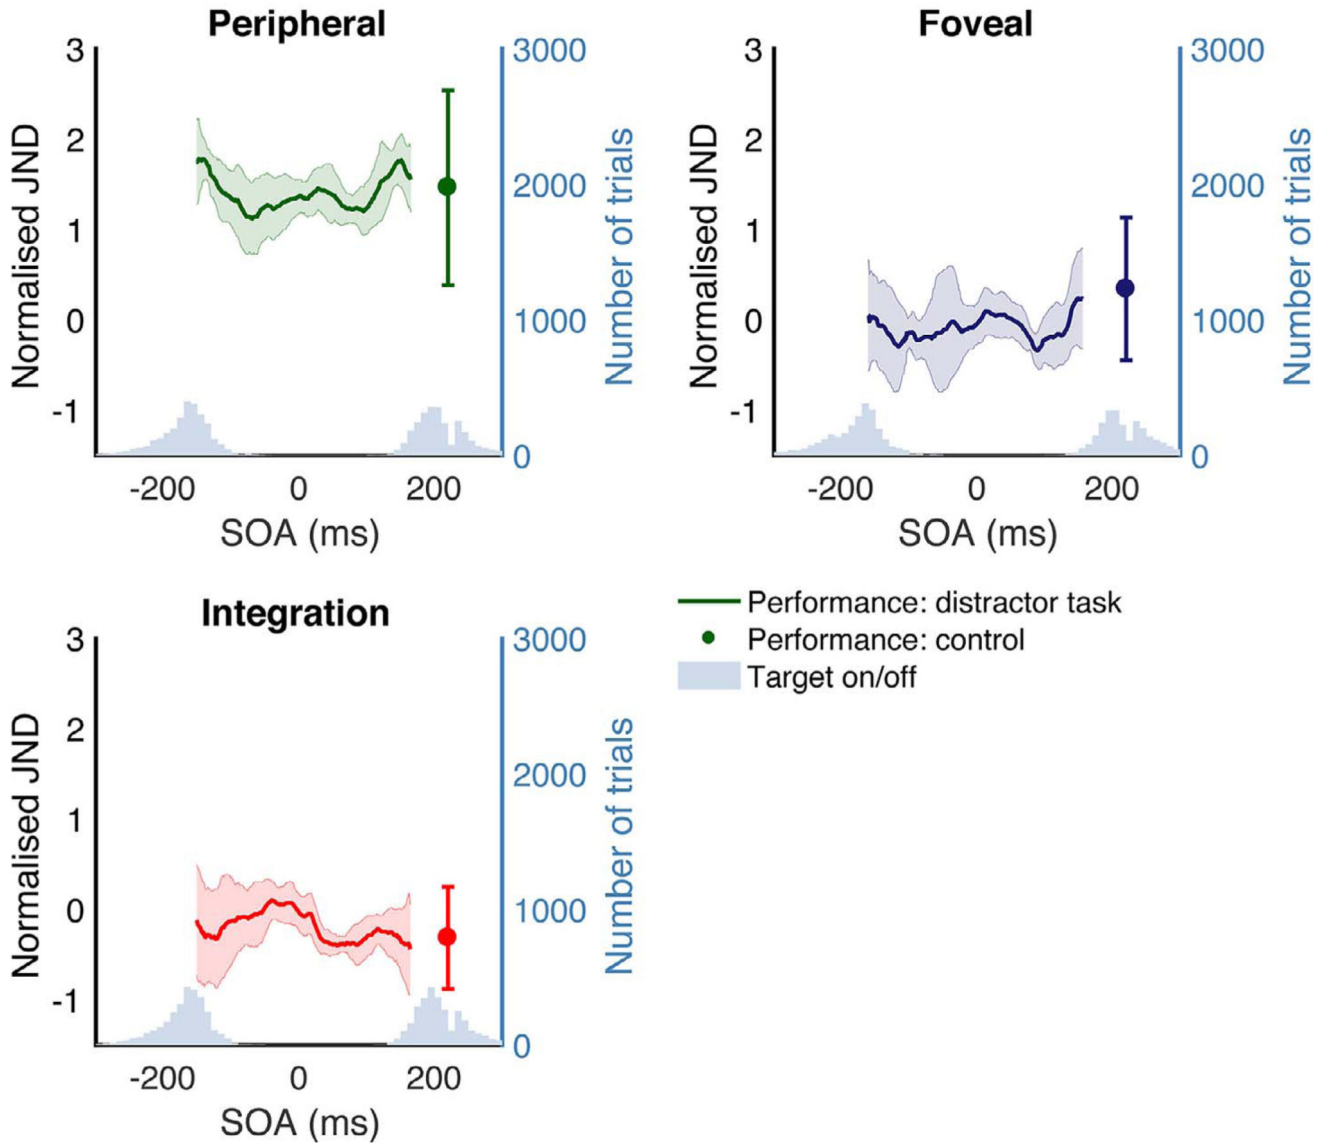 Peripheral
3
2
1
0
-1
Normalised JND
3000
2000
1000
0
Number of trials
-200 0 200
SOA (ms)
Foveal
3
2
1
0
-1
Normalised JND
3000
2000
1000
0
Number of trials
-200 0 200
SOA (ms)
Integration
3
2
1
0
-1
Normalised JND
3000
2000
1000
0
Number of trials
-200 0 200
SOA (ms)
Performance: distractor task
Performance: control
Target on/off